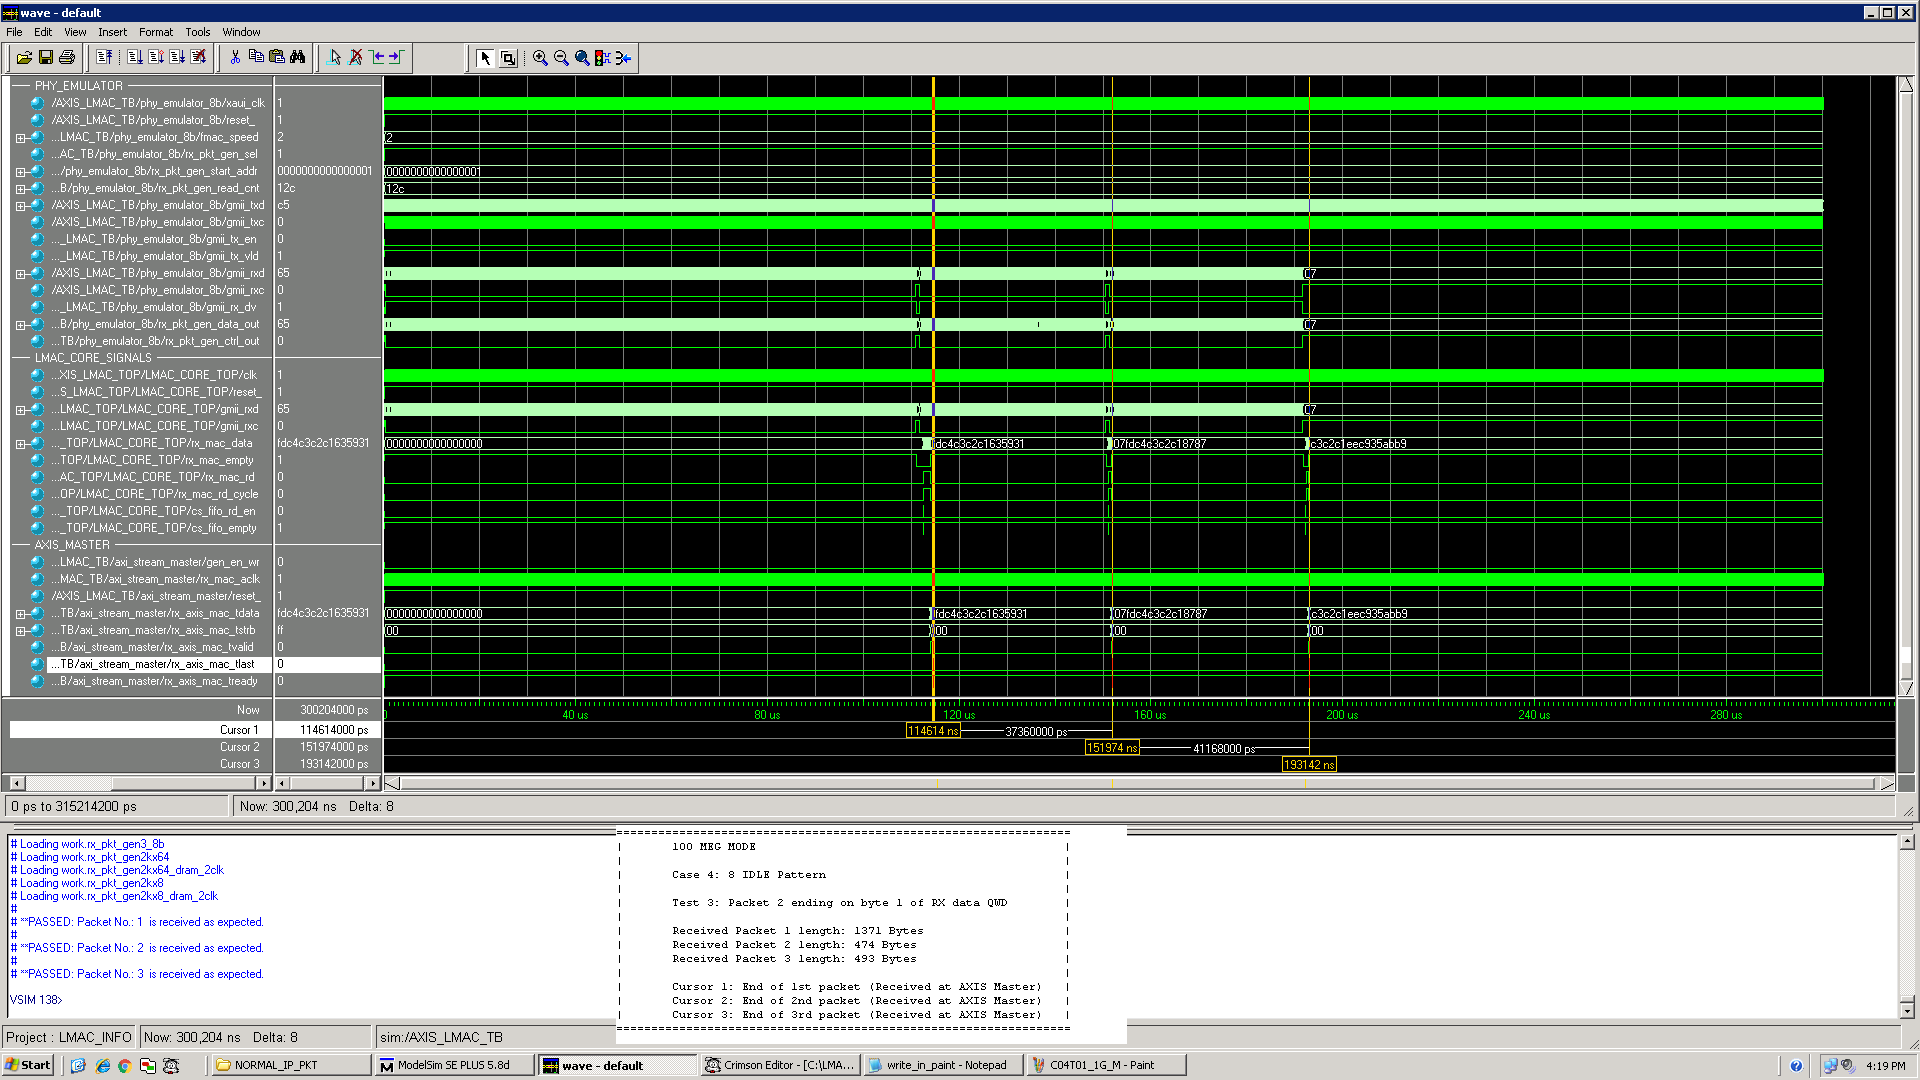 wave - default
File Edit View Insert Format Tools Window
PHY_EMULATOR
/AXIS_LMAC_TB/phy_emulator_8b/xaui_clk 1
/AXIS_LMAC_TB/phy_emulator_8b/reset_ 1
...LMAC_TB/phy_emulator_8b/fmac_speed 2 2
...AC_TB/phy_emulator_8b/rx_pkt_gen_sel 1
.../phy_emulator_8b/rx_pkt_gen_start_addr 0000000000000001 0000000000000001
...B/phy_emulator_8b/rx_pkt_gen_read_cnt 12c 12c
/AXIS_LMAC_TB/phy_emulator_8b/gmii_txd c5
/AXIS_LMAC_TB/phy_emulator_8b/gmii_txc 0
..._LMAC_TB/phy_emulator_8b/gmii_tx_en 0
..._LMAC_TB/phy_emulator_8b/gmii_tx_vld 1
/AXIS_LMAC_TB/phy_emulator_8b/gmii_rxd 65 C7
/AXIS_LMAC_TB/phy_emulator_8b/gmii_rxc 0
..._LMAC_TB/phy_emulator_8b/gmii_rx_dv 1
...B/phy_emulator_8b/rx_pkt_gen_data_out 65 C7
...TB/phy_emulator_8b/rx_pkt_gen_ctrl_out 0
LMAC_CORE_SIGNALS
...XIS_LMAC_TOP/LMAC_CORE_TOP/clk 1
...S_LMAC_TOP/LMAC_CORE_TOP/reset_ 1
...LMAC_TOP/LMAC_CORE_TOP/gmii_rxd 65 C7
...LMAC_TOP/LMAC_CORE_TOP/gmii_rxc 0
..._TOP/LMAC_CORE_TOP/rx_mac_data fdc4c3c2c1635931 0000000000000000 fdc4c3c2c1635931 07fdc4c3c2c18787 c3c2c1eec935abb9
...TOP/LMAC_CORE_TOP/rx_mac_empty 1
...AC_TOP/LMAC_CORE_TOP/rx_mac_rd 0
...OP/LMAC_CORE_TOP/rx_mac_rd_cycle 0
..._TOP/LMAC_CORE_TOP/cs_fifo_rd_en 0
..._TOP/LMAC_CORE_TOP/cs_fifo_empty 1
AXIS_MASTER
...LMAC_TB/axi_stream_master/gen_en_wr 0
...MAC_TB/axi_stream_master/rx_mac_aclk 1
/AXIS_LMAC_TB/axi_stream_master/reset_ 1
...TB/axi_stream_master/rx_axis_mac_tdata fdc4c3c2c1635931 0000000000000000 fdc4c3c2c1635931 07fdc4c3c2c18787 c3c2c1eec935abb9
...TB/axi_stream_master/rx_axis_mac_tstrb ff 00 00 00 00
...B/axi_stream_master/rx_axis_mac_tvalid 0
...TB/axi_stream_master/rx_axis_mac_tlast 0
...B/axi_stream_master/rx_axis_mac_tready 0
Now 300204000 ps 0 40 us 80 us 120 us 160 us 200 us 240 us 280 us
Cursor 1 114614000 ps 114614 ns 37360000 ps
Cursor 2 151974000 ps 151974 ns 41168000 ps
Cursor 3 193142000 ps 193142 ns
0 ps to 315214200 ps Now: 300,204 ns Delta: 8
# Loading work.rx_pkt_gen3_8b
# Loading work.rx_pkt_gen2kx64
# Loading work.rx_pkt_gen2kx64_dram_2clk
# Loading work.rx_pkt_gen2kx8
# Loading work.rx_pkt_gen2kx8_dram_2clk
#
# **PASSED: Packet No.: 1 is received as expected.
#
# **PASSED: Packet No.: 2 is received as expected.
#
# **PASSED: Packet No.: 3 is received as expected.
VSIM 138>
100 MEG MODE
Case 4: 8 IDLE Pattern
Test 3: Packet 2 ending on byte 1 of RX data QWD
Received Packet 1 length: 1371 Bytes
Received Packet 2 length: 474 Bytes
Received Packet 3 length: 493 Bytes
Cursor 1: End of 1st packet (Received at AXIS Master)
Cursor 2: End of 2nd packet (Received at AXIS Master)
Cursor 3: End of 3rd packet (Received at AXIS Master)
Project : LMAC_INFO Now: 300,204 ns Delta: 8 sim:/AXIS_LMAC_TB
Start NORMAL_IP_PKT ModelSim SE PLUS 5.8d wave - default Crimson Editor - [C:\LMA... write_in_paint - Notepad C04T01_1G_M - Paint 4:19 PM